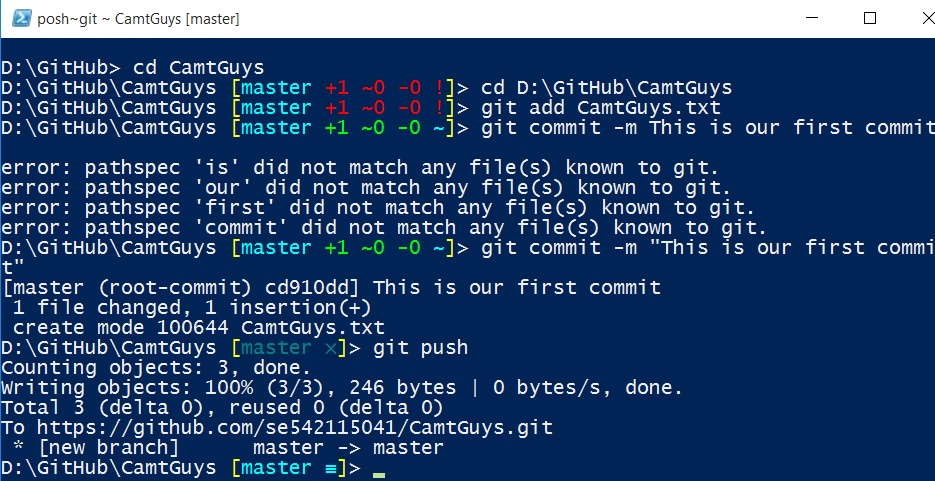 posh~git ~ CamtGuys [master]
D:\GitHub> cd CamtGuys
D:\GitHub\CamtGuys [master +1 ~0 -0 !]> cd D:\GitHub\CamtGuys
D:\GitHub\CamtGuys [master +1 ~0 -0 !]> git add CamtGuys.txt
D:\GitHub\CamtGuys [master +1 ~0 -0 ~]> git commit -m This is our first commit
error: pathspec 'is' did not match any file(s) known to git.
error: pathspec 'our' did not match any file(s) known to git.
error: pathspec 'first' did not match any file(s) known to git.
error: pathspec 'commit' did not match any file(s) known to git.
D:\GitHub\CamtGuys [master +1 ~0 -0 ~]> git commit -m "This is our first commi
t"
[master (root-commit) cd910dd] This is our first commit
 1 file changed, 1 insertion(+)
 create mode 100644 CamtGuys.txt
D:\GitHub\CamtGuys [master ×]> git push
Counting objects: 3, done.
Writing objects: 100% (3/3), 246 bytes | 0 bytes/s, done.
Total 3 (delta 0), reused 0 (delta 0)
To https://github.com/se542115041/CamtGuys.git
 * [new branch]      master -> master
D:\GitHub\CamtGuys [master ≡]>